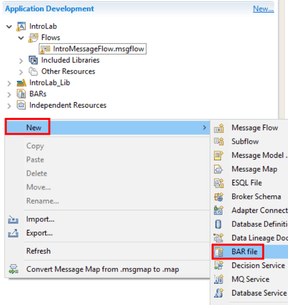 Application Development
New...
IntroLab
Flows
IntroMessageFlow.msgflow
Included Libraries
Other Resources
IntroLab_Lib
BARs
Independent Resources
New
Copy
Paste
Delete
Move...
Rename...
Import...
Export...
Refresh
Convert Message Map from .msgmap to .map
Message Flow
Subflow
Message Model .
Message Map
ESQL File
Broker Schema
Adapter Connect
Database Definiti
Data Lineage Doc
BAR file
Decision Service
MQ Service
Database Service